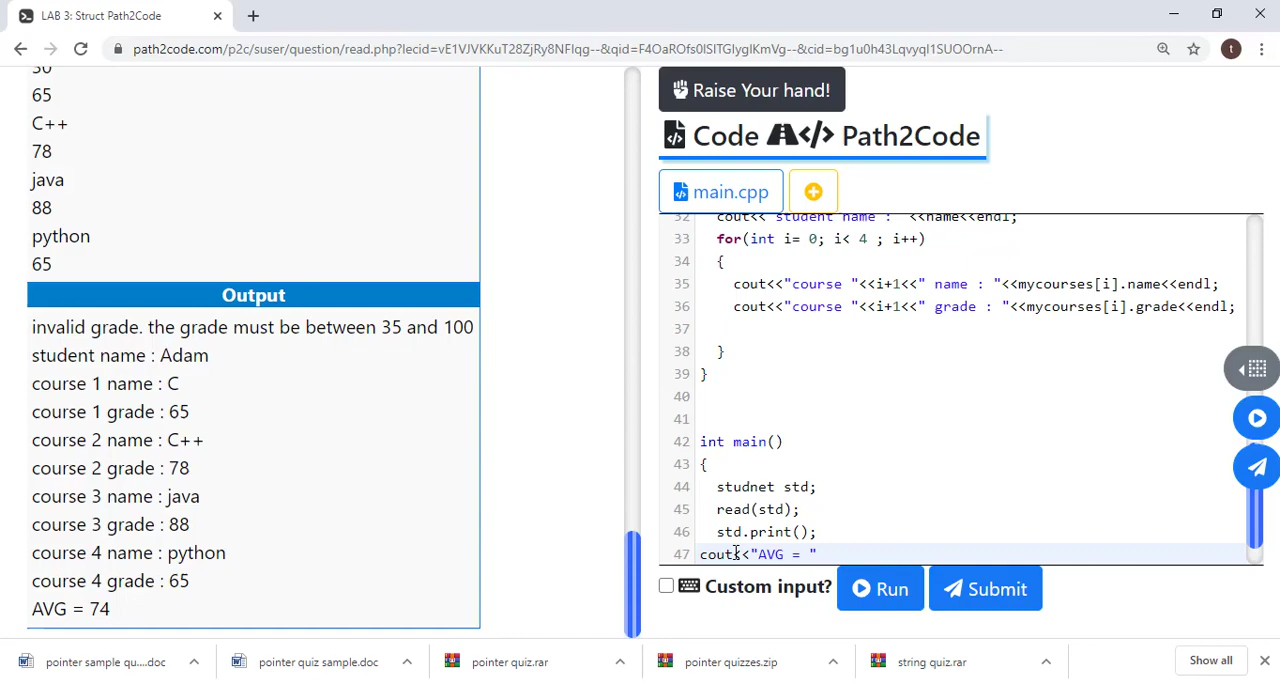 LAB 3: Struct Path2Code
path2code.com/p2c/suser/question/read.php?lecid=vE1VJVKKuT28ZjRy8NFIqg--&qid=F4OaROfs0lSITGlyglKmVg--&cid=bg1u0h43Lqvyql1SUOOrnA--
t
50
65
C++
78
java
88
python
65
Output
invalid grade. the grade must be between 35 and 100
student name : Adam
course 1 name : C
course 1 grade : 65
course 2 name : C++
course 2 grade : 78
course 3 name : java
course 3 grade : 88
course 4 name : python
course 4 grade : 65
AVG = 74
Raise Your hand!
Code </> Path2Code
main.cpp
32 cout<<"student name : "<<name<<endl;
33 for(int i= 0; i< 4 ; i++)
34 {
35 cout<<"course "<<i+1<<" name : "<<mycourses[i].name<<endl;
36 cout<<"course "<<i+1<<" grade : "<<mycourses[i].grade<<endl;
37
38 }
39 }
40
41
42 int main()
43 {
44 studnet std;
45 read(std);
46 std.print();
47 cout<<"AVG = "
Custom input?
Run
Submit
pointer sample qu....doc
pointer quiz sample.doc
pointer quiz.rar
pointer quizzes.zip
string quiz.rar
Show all